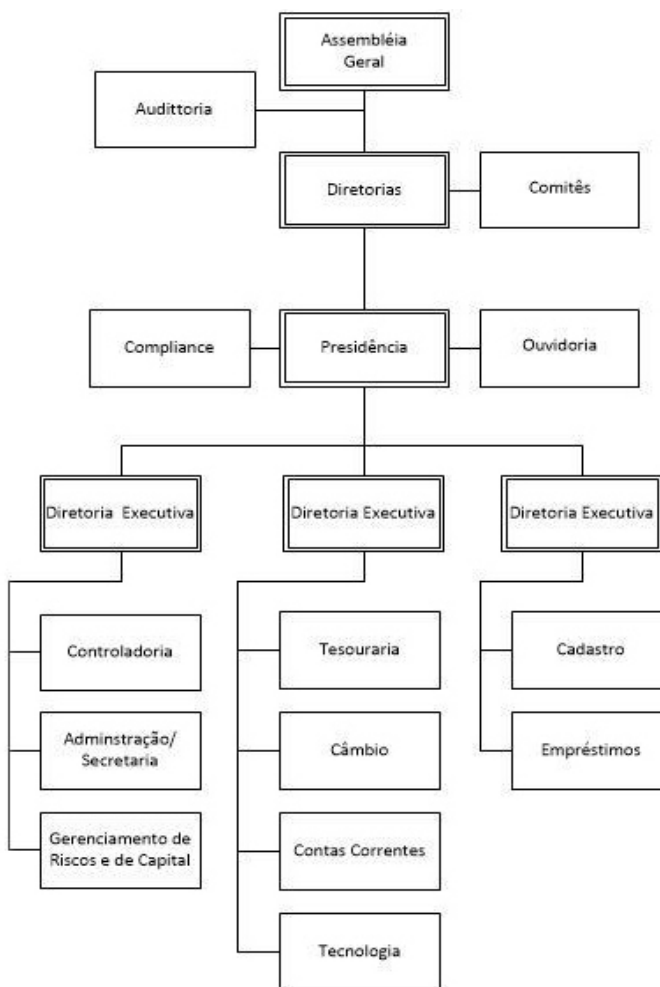 Assembléia
Geral
Audittoria
Diretorias
Comitês
Compliance
Presidência
Ouvidoria
Diretoria Executiva
Diretoria Executiva
Diretoria Executiva
Controladoria
Adminstração/
Secretaria
Gerenciamento de
Riscos e de Capital
Tesouraria
Câmbio
Contas Correntes
Tecnologia
Cadastro
Empréstimos